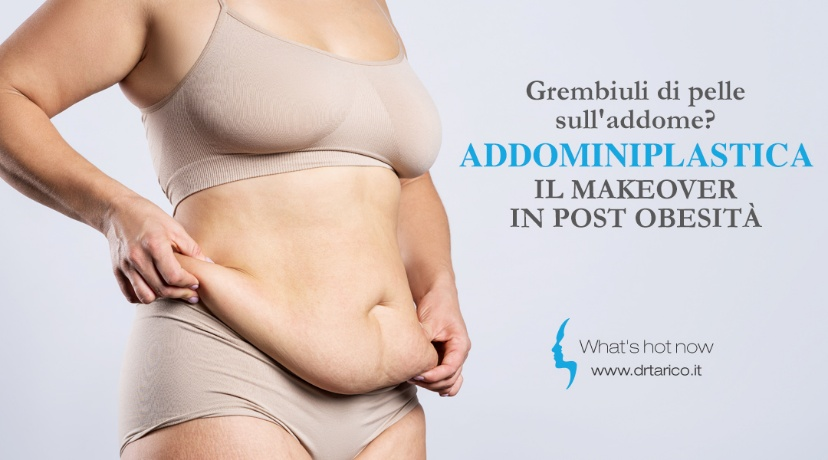 Grembiuli di pelle
sull'addome?
ADDOMINIPLASTICA
IL MAKEOVER
IN POST OBESITÀ
What's hot now
www.drtarico.it